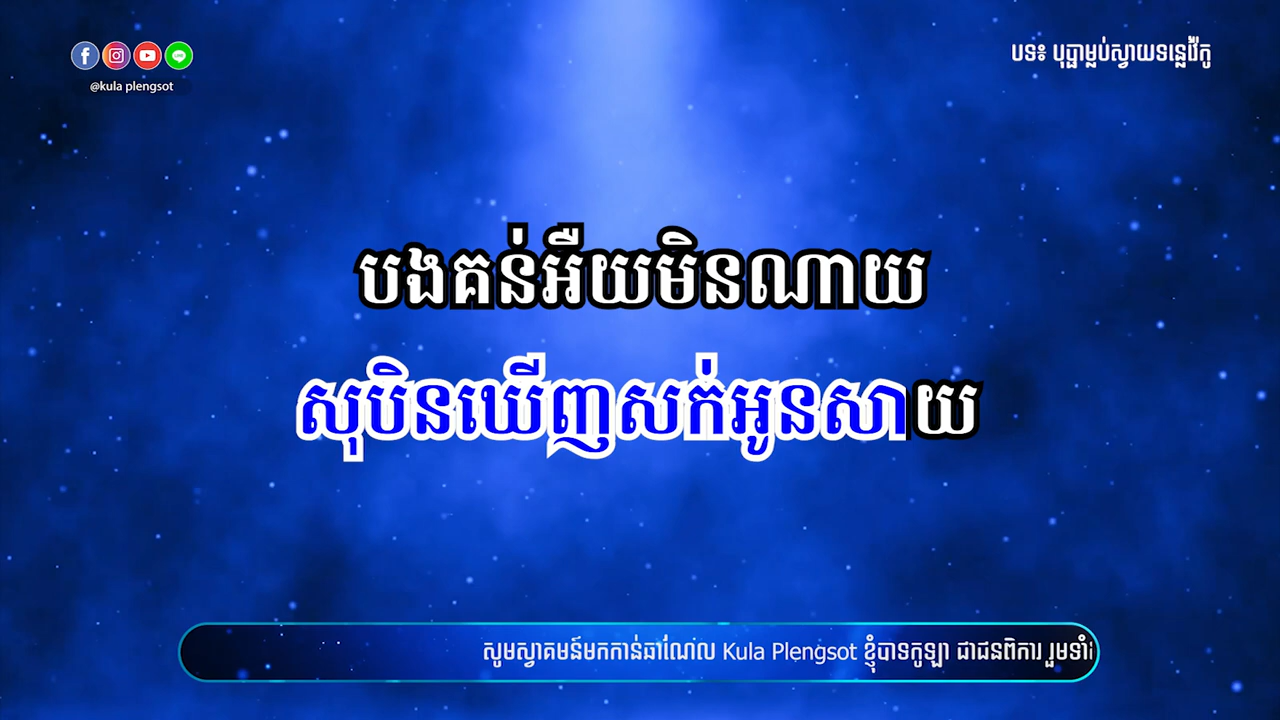 @kula plengsot
បទ៖ បុប្ផាម្លប់ស្វាយទន្លេវ៉ៃកូ
បងគន់អឺយមិនណាយ
សុបិនឃើញសក់អូនសាយ
សូមស្វាគមន៍មកកាន់ឆាណែល Kula Plengsot ខ្ញុំបាទកូឡា ជាជនពិការ រួមទាំ